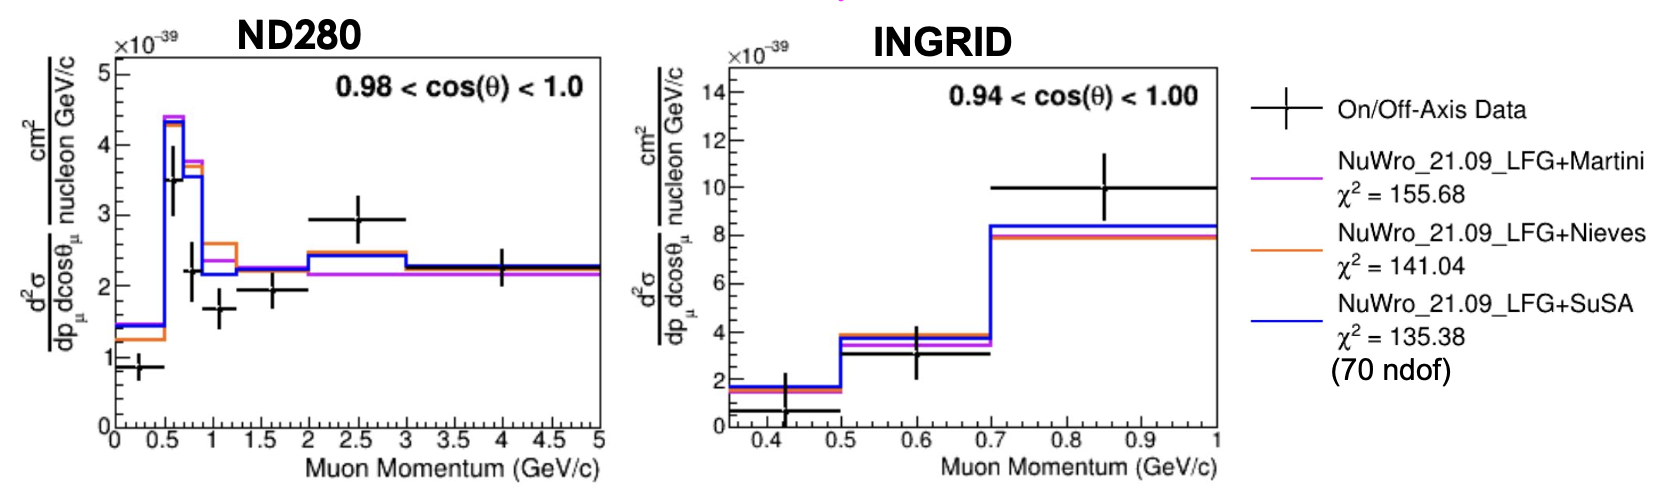 ND280
×10⁻³⁹
0.98 < cos(θ) < 1.0
d²σ
dpμ dcosθμ
cm²
nucleon GeV/c
5
4
3
2
1
0
0 0.5 1 1.5 2 2.5 3 3.5 4 4.5 5
Muon Momentum (GeV/c)
INGRID
×10⁻³⁹
0.94 < cos(θ) < 1.00
d²σ
dpμ dcosθμ
cm²
nucleon GeV/c
14
12
10
8
6
4
2
0
0.4 0.5 0.6 0.7 0.8 0.9 1
Muon Momentum (GeV/c)
On/Off-Axis Data
NuWro_21.09_LFG+Martini
χ² = 155.68
NuWro_21.09_LFG+Nieves
χ² = 141.04
NuWro_21.09_LFG+SuSA
χ² = 135.38
(70 ndof)